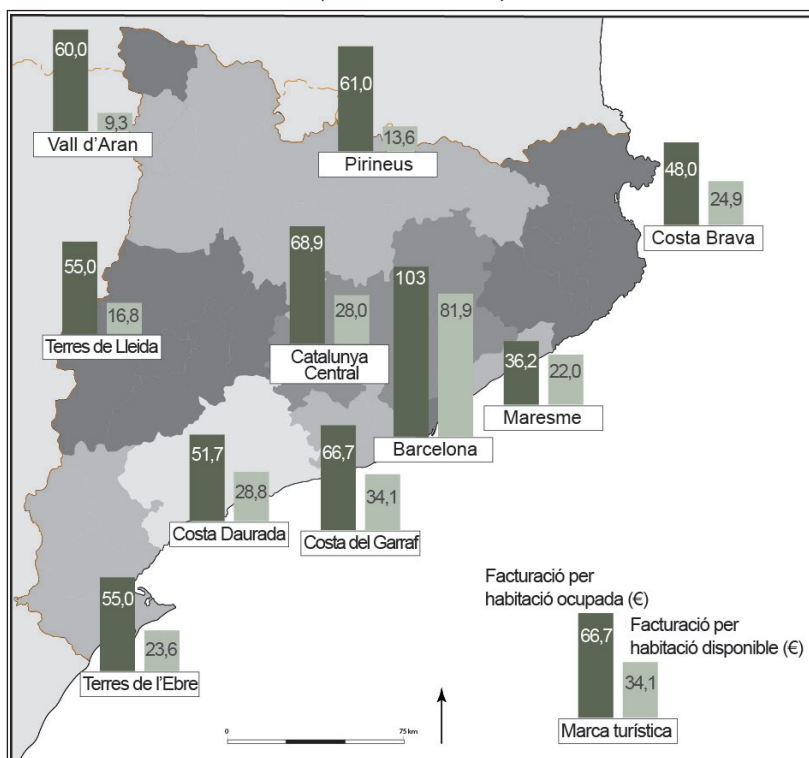 60,0
9,3
Vall d'Aran
61,0
13,6
Pirineus
48,0
24,9
Costa Brava
55,0
16,8
Terres de Lleida
68,9
28,0
Catalunya
Central
103
81,9
Barcelona
36,2
22,0
Maresme
51,7
28,8
Costa Daurada
66,7
34,1
Costa del Garraf
55,0
23,6
Terres de l'Ebre
Facturació per
habitació ocupada (€)
66,7
Facturació per
habitació disponible (€)
34,1
Marca turística
0
75 km